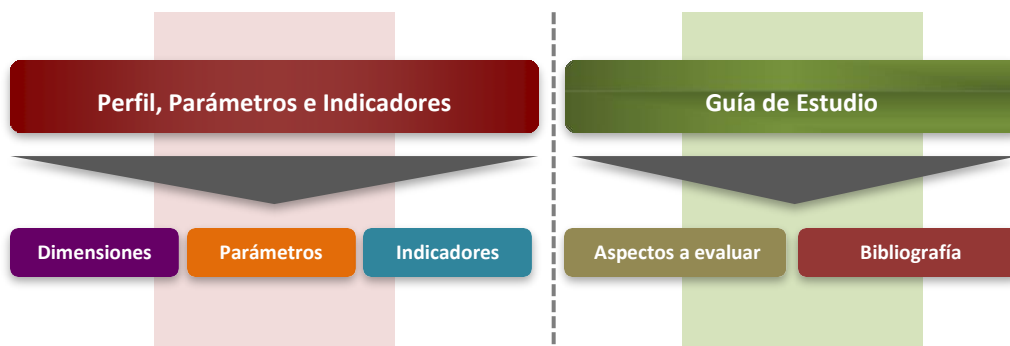 Perfil, Parámetros e Indicadores
Guía de Estudio
Dimensiones
Parámetros
Indicadores
Aspectos a evaluar
Bibliografía